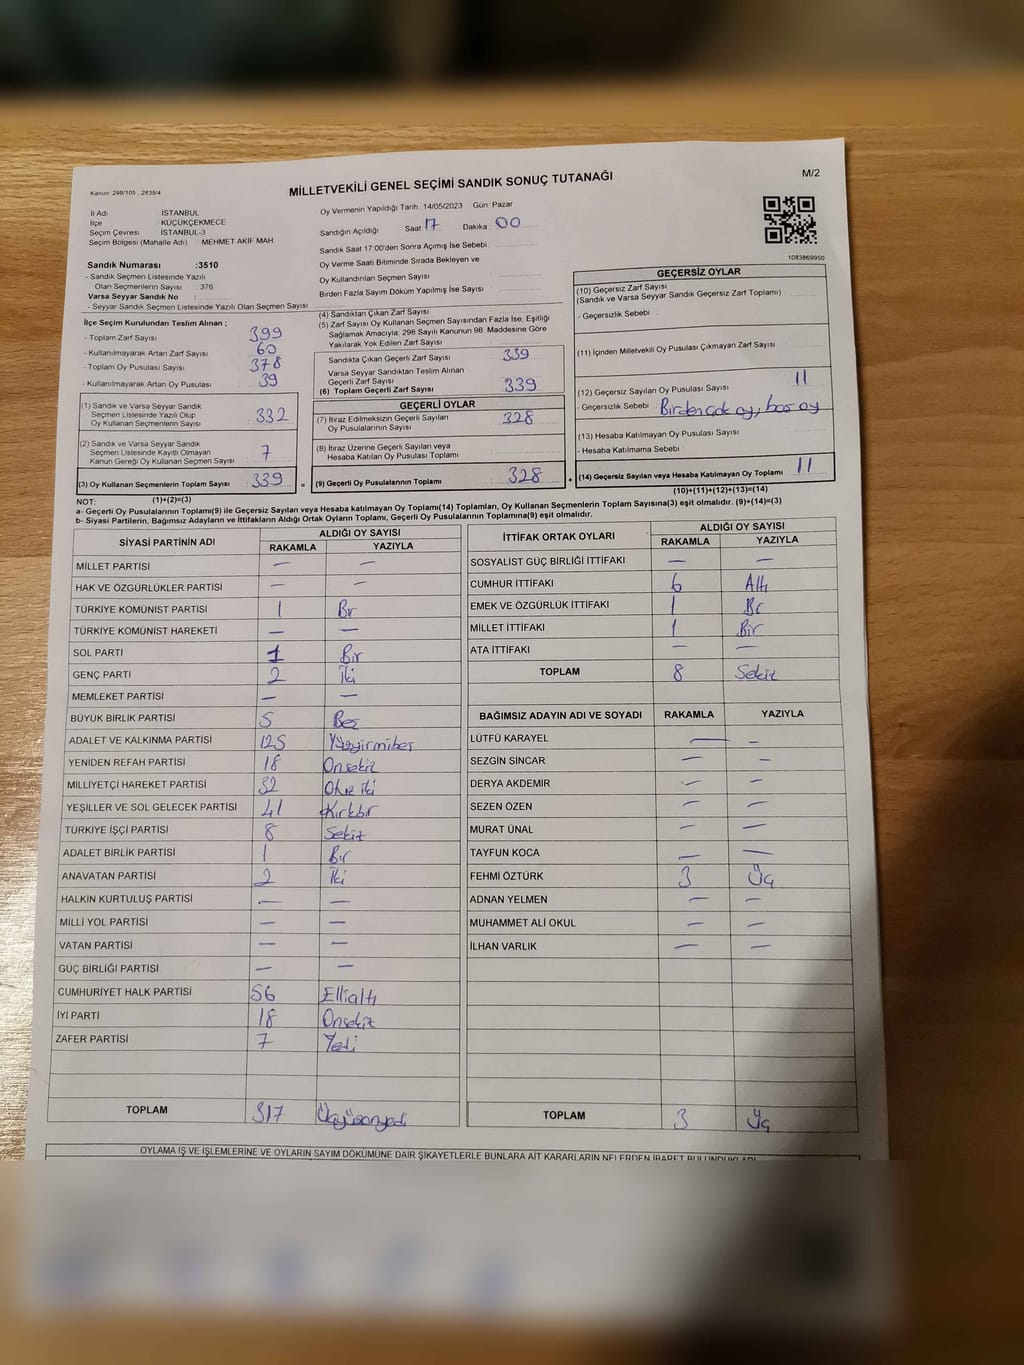 Kanun: 298/105 , 2839/4
MİLLETVEKİLİ GENEL SEÇİMİ SANDIK SONUÇ TUTANAĞI
M/2
İl Adı : İSTANBUL
İlçe : KÜÇÜKÇEKMECE
Seçim Çevresi : İSTANBUL-3
Seçim Bölgesi (Mahalle Adı) : MEHMET AKİF MAH
Sandık Numarası :3510
- Sandık Seçmen Listesinde Yazılı
Olan Seçmenlerin Sayısı : 376
Varsa Seyyar Sandık No :
- Seyyar Sandık Seçmen Listesinde Yazılı Olan Seçmen Sayısı
Oy Vermenin Yapıldığı Tarih :14/05/2023 Gün: Pazar
Sandığın Açıldığı Saat 17 Dakika 00
Sandık Saat 17:00'den Sonra Açılmış İse Sebebi
Oy Verme Saati Bitiminde Sırada Bekleyen ve
Oy Kullandırılan Seçmen Sayısı
Birden Fazla Sayım Döküm Yapılmış İse Sayısı :
1083869950
İlçe Seçim Kurulundan Teslim Alınan ;
- Toplam Zarf Sayısı : 399
- Kullanılmayarak Artan Zarf Sayısı : 60
- Toplam Oy Pusulası Sayısı : 378
- Kullanılmayarak Artan Oy Pusulası : 39
(1) Sandık ve Varsa Seyyar Sandık
Seçmen Listesinde Yazılı Olup
Oy Kullanan Seçmen Sayısı : 332
(2) Sandık ve Varsa Seyyar Sandık
Seçmen Listesinde Kayıtlı Olmayan
Kanun Gereği Oy Kullanan Seçmen Sayısı : 7
(3) Oy Kullanan Seçmenlerin Toplam Sayısı : 339
(1)+(2)=(3)
(4) Sandıktan Çıkan Zarf Sayısı
(5) Zarf Sayısı Oy Kullanan Seçmen Sayısından Fazla İse, Eşitliği
Sağlamak Amacıyla, 298 Sayılı Kanunun 98. Maddesine Göre
Yakılarak Yok Edilen Zarf Sayısı
Sandıkta Çıkan Geçerli Zarf Sayısı : 339
Varsa Seyyar Sandıktan Teslim Alınan
Geçerli Zarf Sayısı
(6) Toplam Geçerli Zarf Sayısı : 339
GEÇERLİ OYLAR
(7) İtiraz Edilmeksizin Geçerli Sayılan
Oy Pusulalarının Sayısı : 328
(8) İtiraz Üzerine Geçerli Sayılan veya
Hesaba Katılan Oy Pusulası Toplamı
= (9) Geçerli Oy Pusulalarının Toplamı : 328
GEÇERSİZ OYLAR
(10) Geçersiz Zarf Sayısı
(Sandık ve Varsa Seyyar Sandık Geçersiz Zarf Toplamı)
- Geçersizlik Sebebi
(11) İçinden Milletvekili Oy Pusulası Çıkmayan Zarf Sayısı
(12) Geçersiz Sayılan Oy Pusulası Sayısı 11
- Geçersizlik Sebebi Birden çok oy, boş oy
(13) Hesaba Katılmayan Oy Pusulası Sayısı
- Hesaba Katılmama Sebebi
+ (14) Geçersiz Sayılan veya Hesaba Katılmayan Oy Toplamı 11
(10)+(11)+(12)+(13)=(14)
NOT:
a- Geçerli Oy Pusulalarının Toplamı(9) ile Geçersiz Sayılan veya Hesaba katılmayan Oy Toplamı(14) Toplamları, Oy Kullanan Seçmenlerin Toplam Sayısına(3) eşit olmalıdır. (9)+(14)=(3)
b- Siyasi Partilerin, Bağımsız Adayların ve İttifakların Aldığı Ortak Oyların Toplamı, Geçerli Oy Pusulalarının Toplamına(9) eşit olmalıdır.
SİYASİ PARTİNİN ADI ALDIĞI OY SAYISI
RAKAMLA YAZIYLA
MİLLET PARTİSİ — —
HAK VE ÖZGÜRLÜKLER PARTİSİ — —
TÜRKİYE KOMÜNİST PARTİSİ 1 Bir
TÜRKİYE KOMÜNİST HAREKETİ — —
SOL PARTİ 1 Bir
GENÇ PARTİ 2 İki
MEMLEKET PARTİSİ — —
BÜYÜK BİRLİK PARTİSİ 5 Beş
ADALET VE KALKINMA PARTİSİ 125 Yüzyirmibeş
YENİDEN REFAH PARTİSİ 18 Onsekiz
MİLLİYETÇİ HAREKET PARTİSİ 32 Otuz iki
YEŞİLLER VE SOL GELECEK PARTİSİ 41 Kırkbir
TÜRKİYE İŞÇİ PARTİSİ 8 Sekiz
ADALET BİRLİK PARTİSİ 1 Bir
ANAVATAN PARTİSİ 2 İki
HALKIN KURTULUŞ PARTİSİ — —
MİLLİ YOL PARTİSİ — —
VATAN PARTİSİ — —
GÜÇ BİRLİĞİ PARTİSİ — —
CUMHURİYET HALK PARTİSİ 56 Ellialtı
İYİ PARTİ 18 Onsekiz
ZAFER PARTİSİ 7 Yedi
TOPLAM 317 Üçyüzonyedi
İTTİFAK ORTAK OYLARI ALDIĞI OY SAYISI
RAKAMLA YAZIYLA
SOSYALİST GÜÇ BİRLİĞİ İTTİFAKI — —
CUMHUR İTTİFAKI 6 Altı
EMEK VE ÖZGÜRLÜK İTTİFAKI 1 Bir
MİLLET İTTİFAKI 1 Bir
ATA İTTİFAKI — —
TOPLAM 8 Sekiz
BAĞIMSIZ ADAYIN ADI VE SOYADI RAKAMLA YAZIYLA
LÜTFÜ KARAYEL — —
SEZGİN SİNCAR — —
DERYA AKDEMİR — —
SEZEN ÖZEN — —
MURAT ÜNAL — —
TAYFUN KOCA — —
FEHMİ ÖZTÜRK 3 Üç
ADNAN YELMEN — —
MUHAMMET ALİ OKUL — —
İLHAN VARLIK — —
TOPLAM 3 Üç
OYLAMA İŞ VE İŞLEMLERİNE VE OYLARIN SAYIM DÖKÜMÜNE DAİR ŞİKAYETLERLE BUNLARA AİT KARARLARIN NELERDEN İBARET BULUNDUKLARI